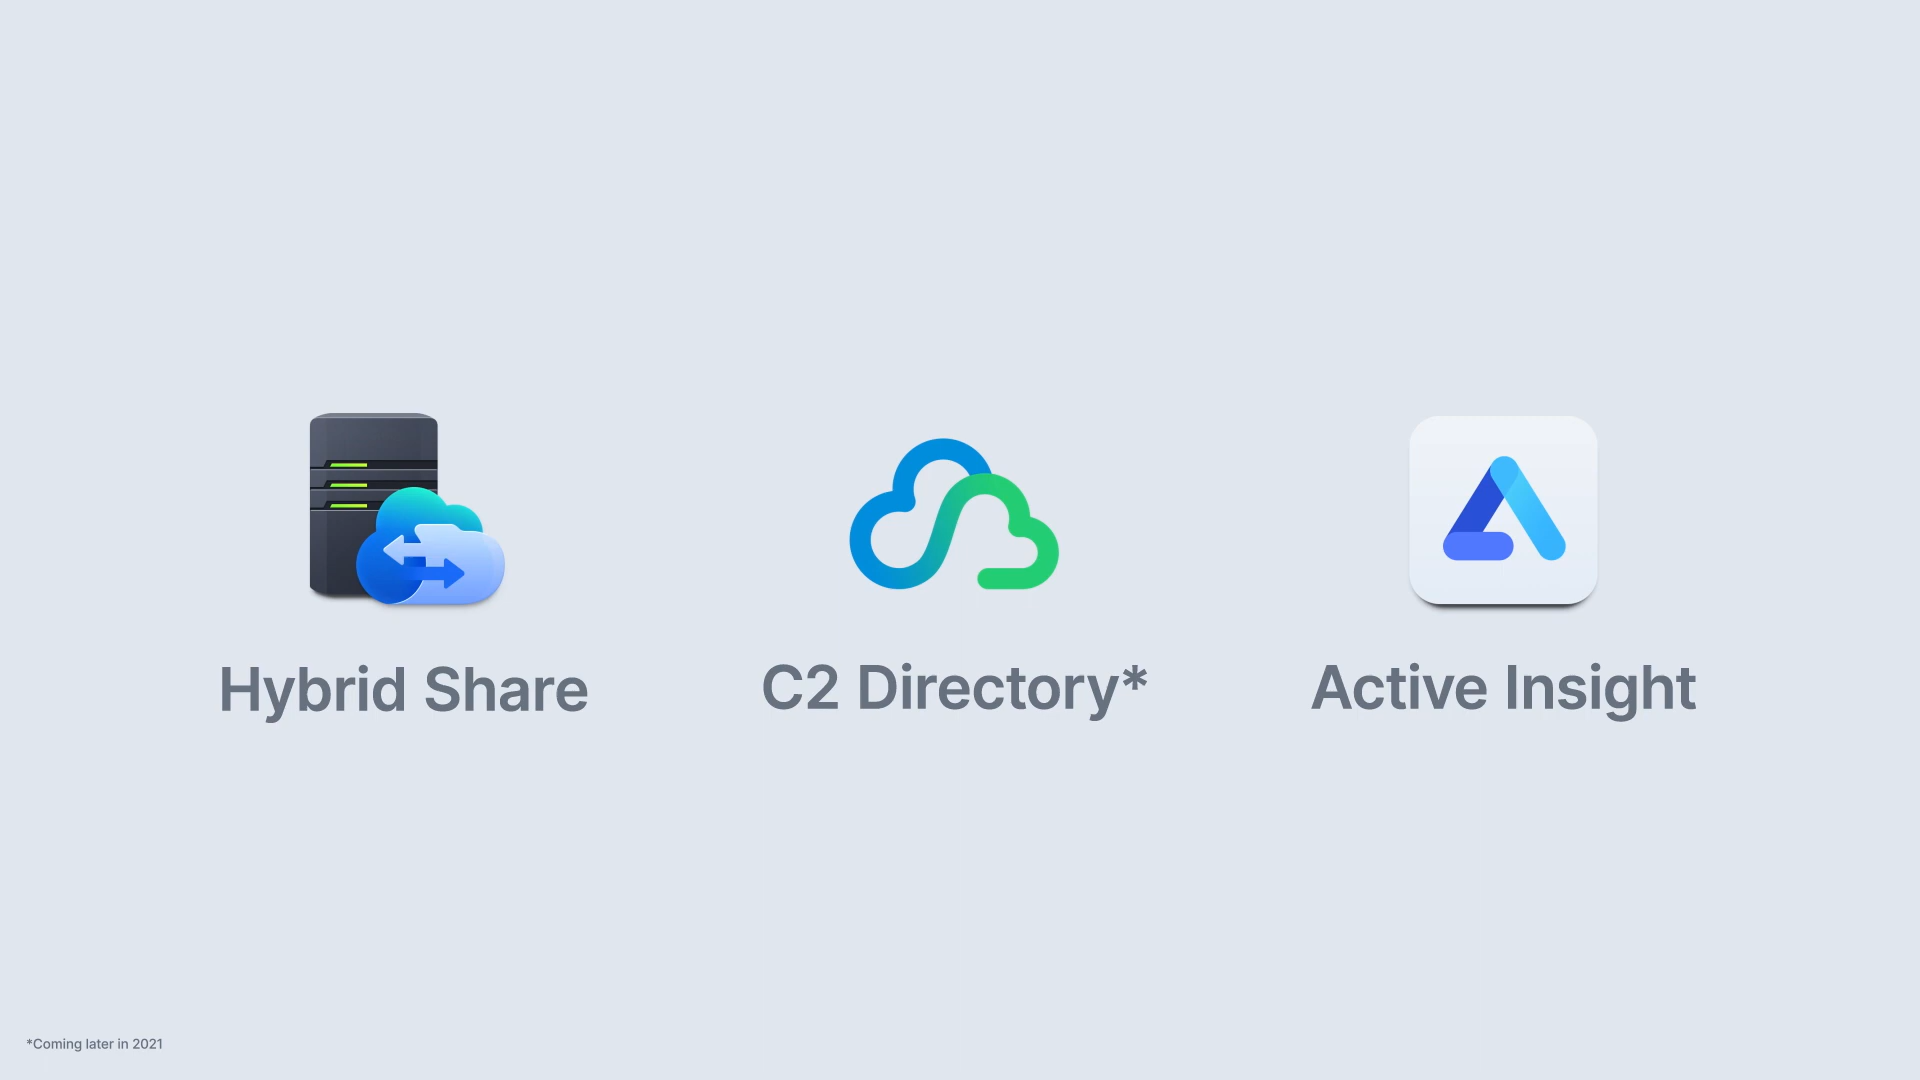 Hybrid Share
C2 Directory*
Active Insight
*Coming later in 2021